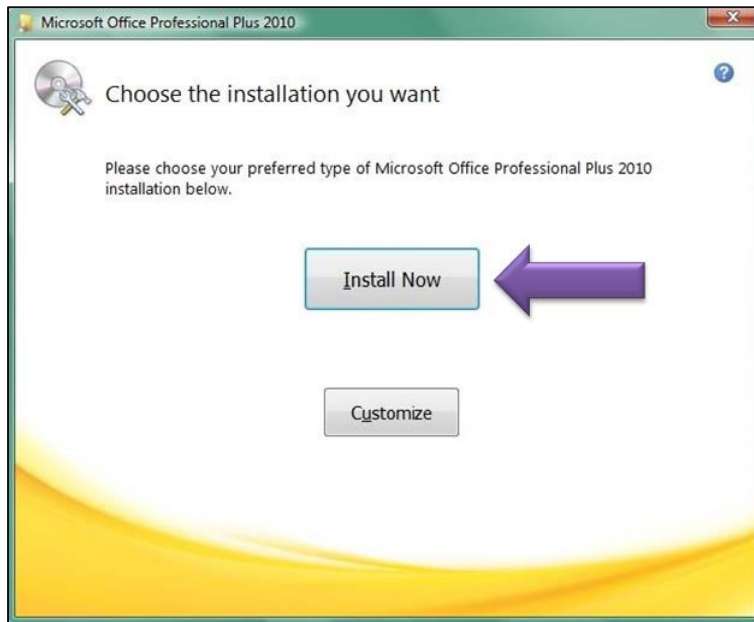 Microsoft Office Professional Plus 2010
Choose the installation you want
Please choose your preferred type of Microsoft Office Professional Plus 2010
installation below.
Install Now
Customize